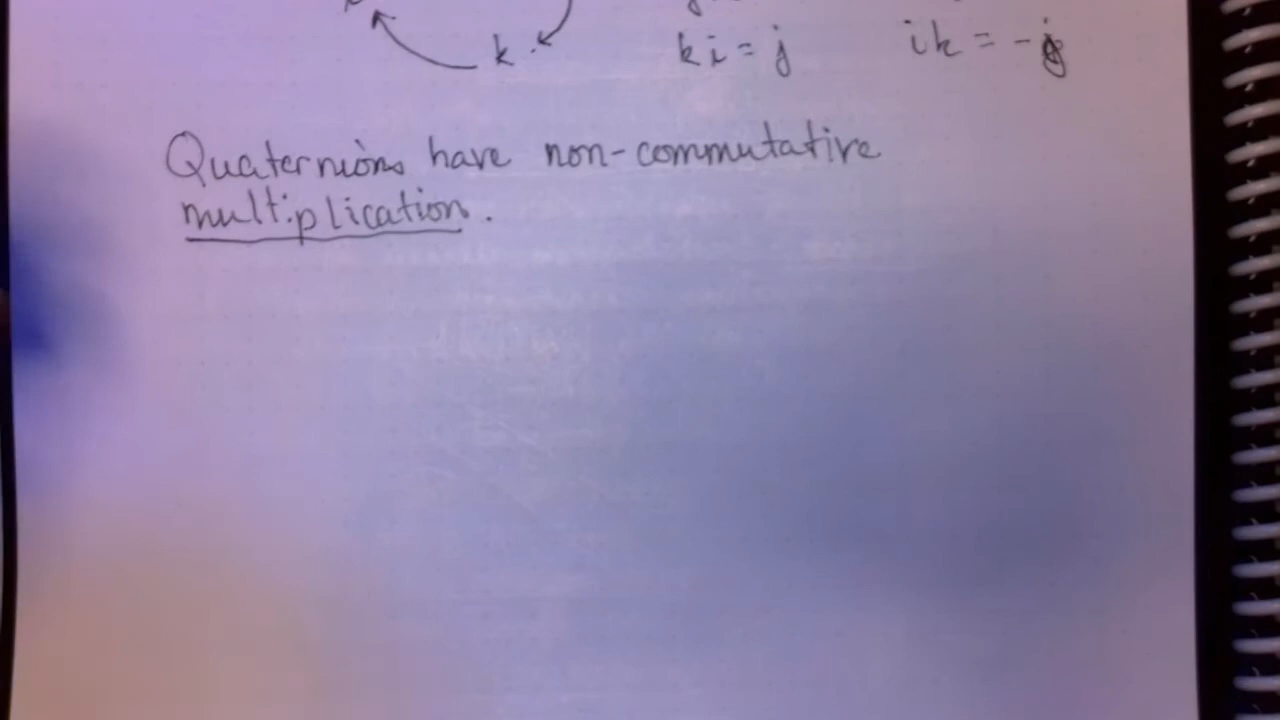 k ki = j ik = -j
Quaternions have non-commutative
multiplication.